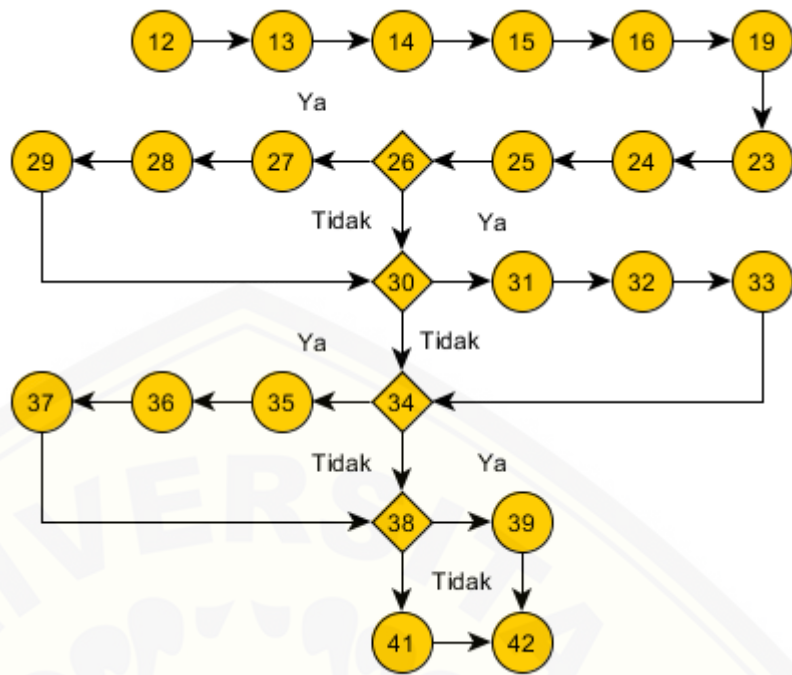 12 13 14 15 16 19
Ya
29 28 27 26 25 24 23
Tidak Ya
30 31 32 33
Ya Tidak
37 36 35 34
Tidak Ya
38 39
Tidak
41 42